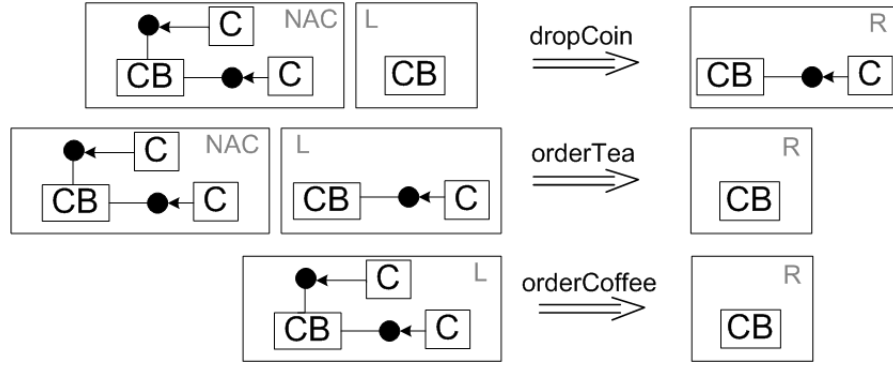 C NAC L dropCoin R
CB C CB CB C
C NAC L orderTea R
CB C CB C CB
C L orderCoffee R
CB C CB